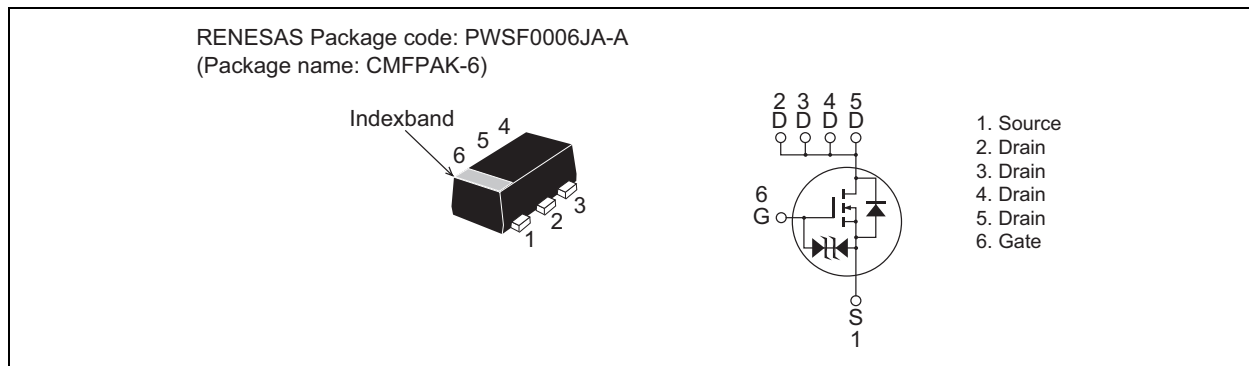 RENESAS Package code: PWSF0006JA-A
(Package name: CMFPAK-6)
Indexband
4
5
6
3
2
1
2 3 4 5
D D D D
6
G
S
1
1. Source
2. Drain
3. Drain
4. Drain
5. Drain
6. Gate